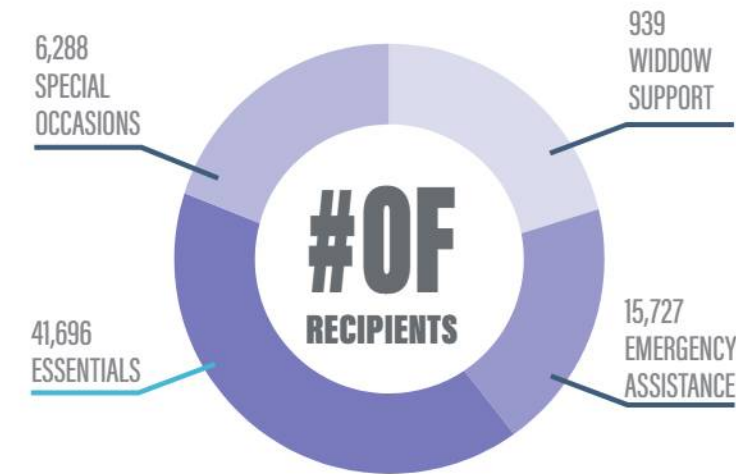 6,288
SPECIAL
OCCASIONS
939
WIDDOW
SUPPORT
#OF
RECIPIENTS
41,696
ESSENTIALS
15,727
EMERGENCY
ASSISTANCE